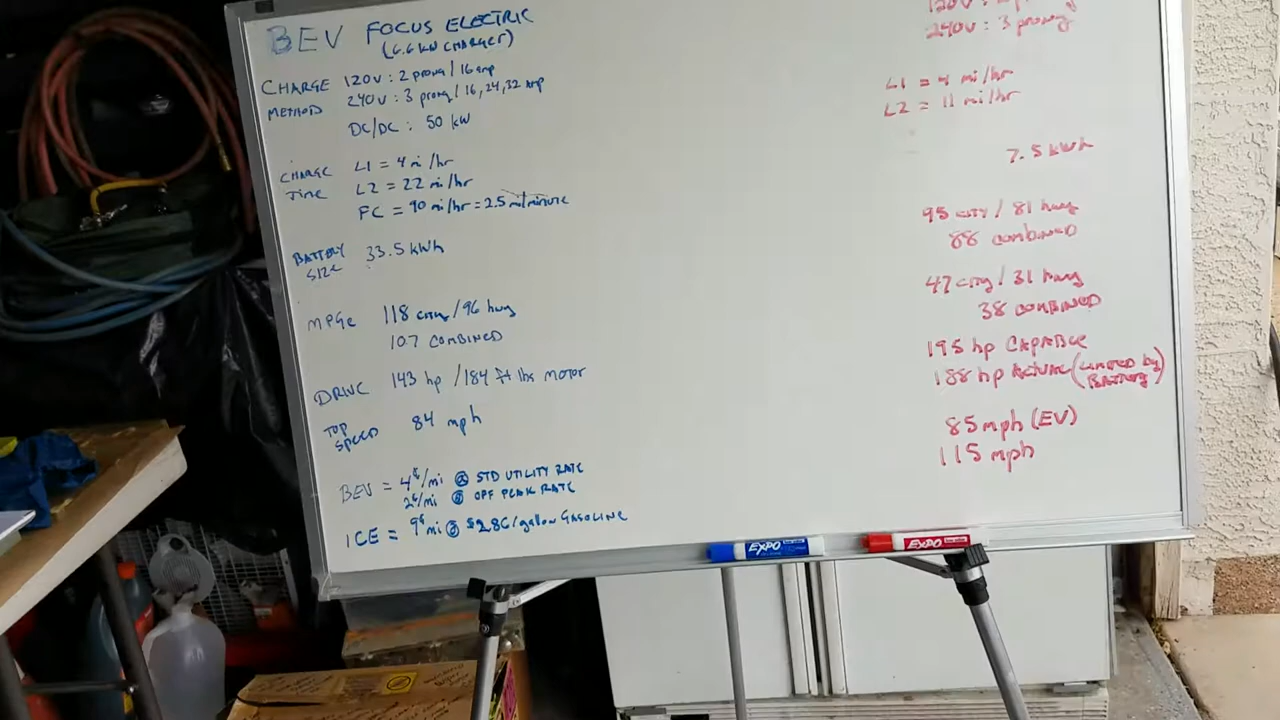 BEV FOCUS ELECTRIC
(6.6 KW CHARGER)
CHARGE METHOD
120V : 2 prong / 16 amp
240V : 3 prong / 16, 24, 32 amp
DC/DC : 50 kW
CHARGE TIME
L1 = 4 mi/hr
L2 = 22 mi/hr
FC = 90 mi/hr = 2.5 mi/minute
BATTERY SIZE
33.5 kWh
MPGe
118 city / 96 hwy
107 COMBINED
DRIVE
143 hp / 184 ft lbs MOTOR
TOP SPEED
84 mph
BEV = 4¢/mi @ STD UTILITY RATE
2¢/mi @ OFF PEAK RATE
ICE = 9¢ mi @ $2.86/gallon GASOLINE
120V : 2
240V : 3 prong
L1 = 4 mi/hr
L2 = 11 mi/hr
7.5 kWh
95 city / 81 hwy
88 combined
47 city / 31 hwy
38 COMBINED
195 hp CAPABLE
188 hp ACTUAL (LIMITED by BATTERY)
85 mph (EV)
115 mph
EXPO
EXPO